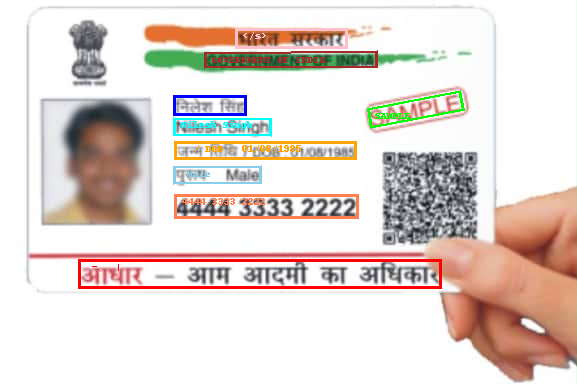 भारत सरकार
GOVERNMENT OF INDIA
निलेश सिंह
Nilesh Singh
SAMPLE
जन्म तिथि / DOB : 01/08/1985
पुरुष Male
4444 3333 2222
आधार — आम आदमी का अधिकार